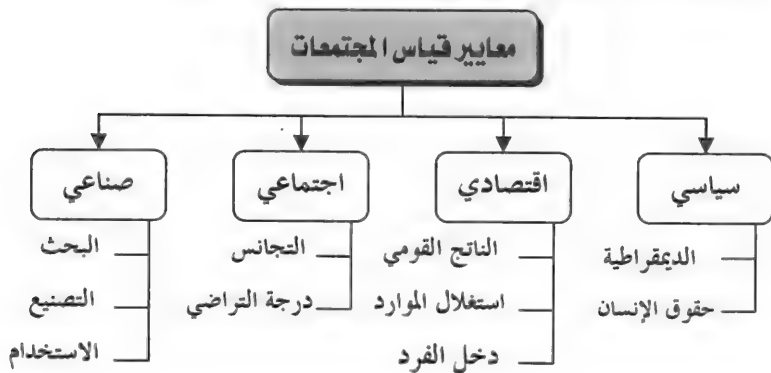 معايير قياس المجتمعات
سياسي
الديمقراطية
حقوق الإنسان
اقتصادي
الناتج القومي
استغلال الموارد
دخل الفرد
اجتماعي
التجانس
درجة التراضي
صناعي
البحث
التصنيع
الاستخدام